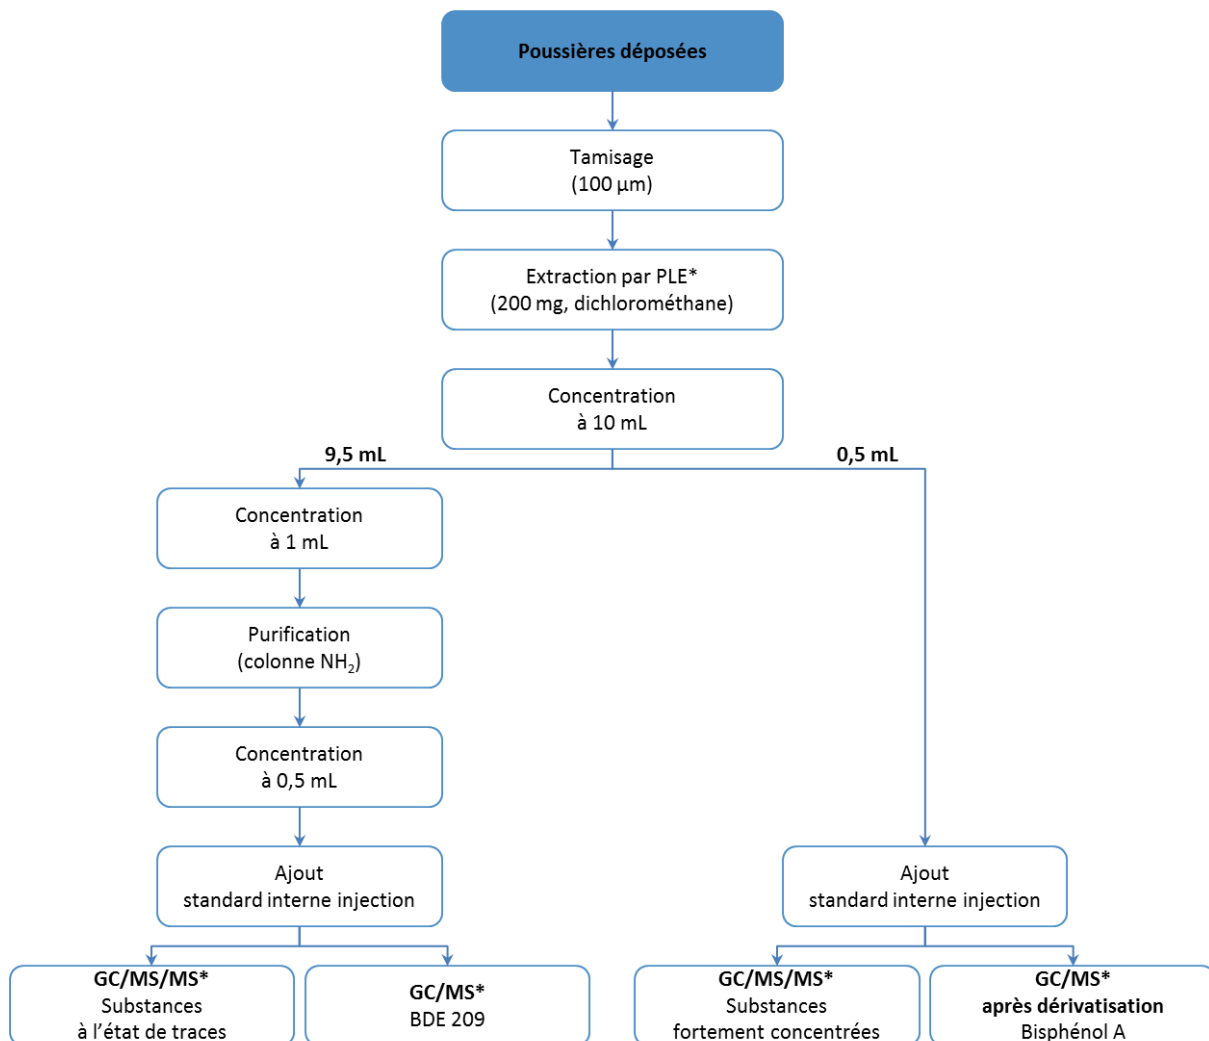 Poussières déposées
Tamisage
(100 µm)
Extraction par PLE*
(200 mg, dichlorométhane)
Concentration
à 10 mL
9,5 mL
0,5 mL
Concentration
à 1 mL
Purification
(colonne NH₂)
Concentration
à 0,5 mL
Ajout
standard interne injection
Ajout
standard interne injection
GC/MS/MS*
Substances
à l’état de traces
GC/MS*
BDE 209
GC/MS/MS*
Substances
fortement concentrées
GC/MS*
après dérivatisation
Bisphénol A